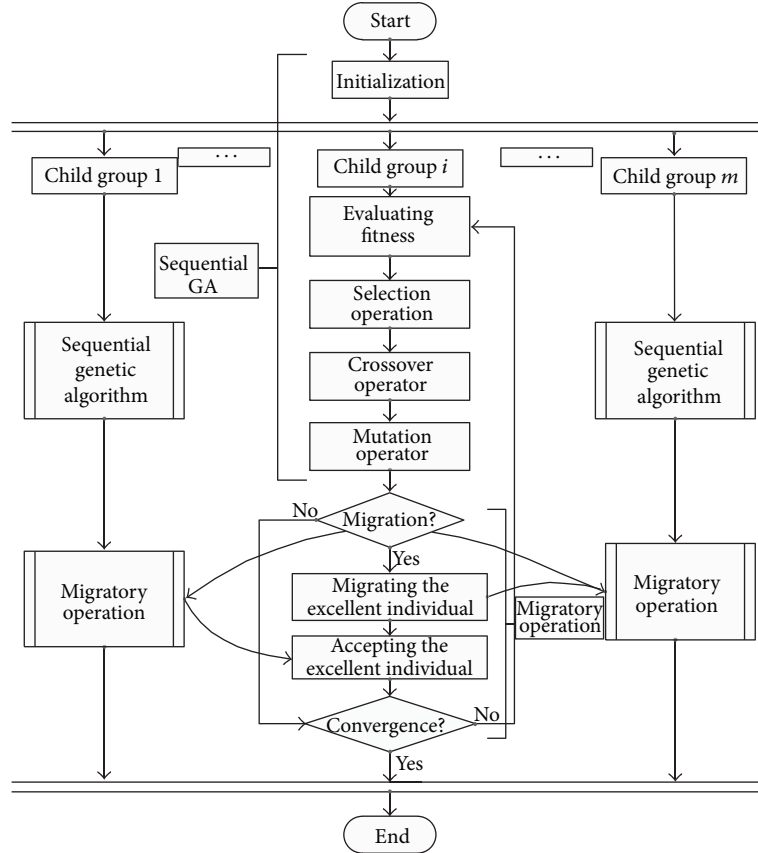 Start
Initialization
Child group 1
...
Child group i
...
Child group m
Evaluating
fitness
Sequential
GA
Selection
operation
Sequential
genetic
algorithm
Crossover
operator
Sequential
genetic
algorithm
Mutation
operator
No
Migration?
Yes
Migratory
operation
Migrating the
excellent individual
Migratory
operation
Migratory
operation
Accepting the
excellent individual
Convergence?
No
Yes
End